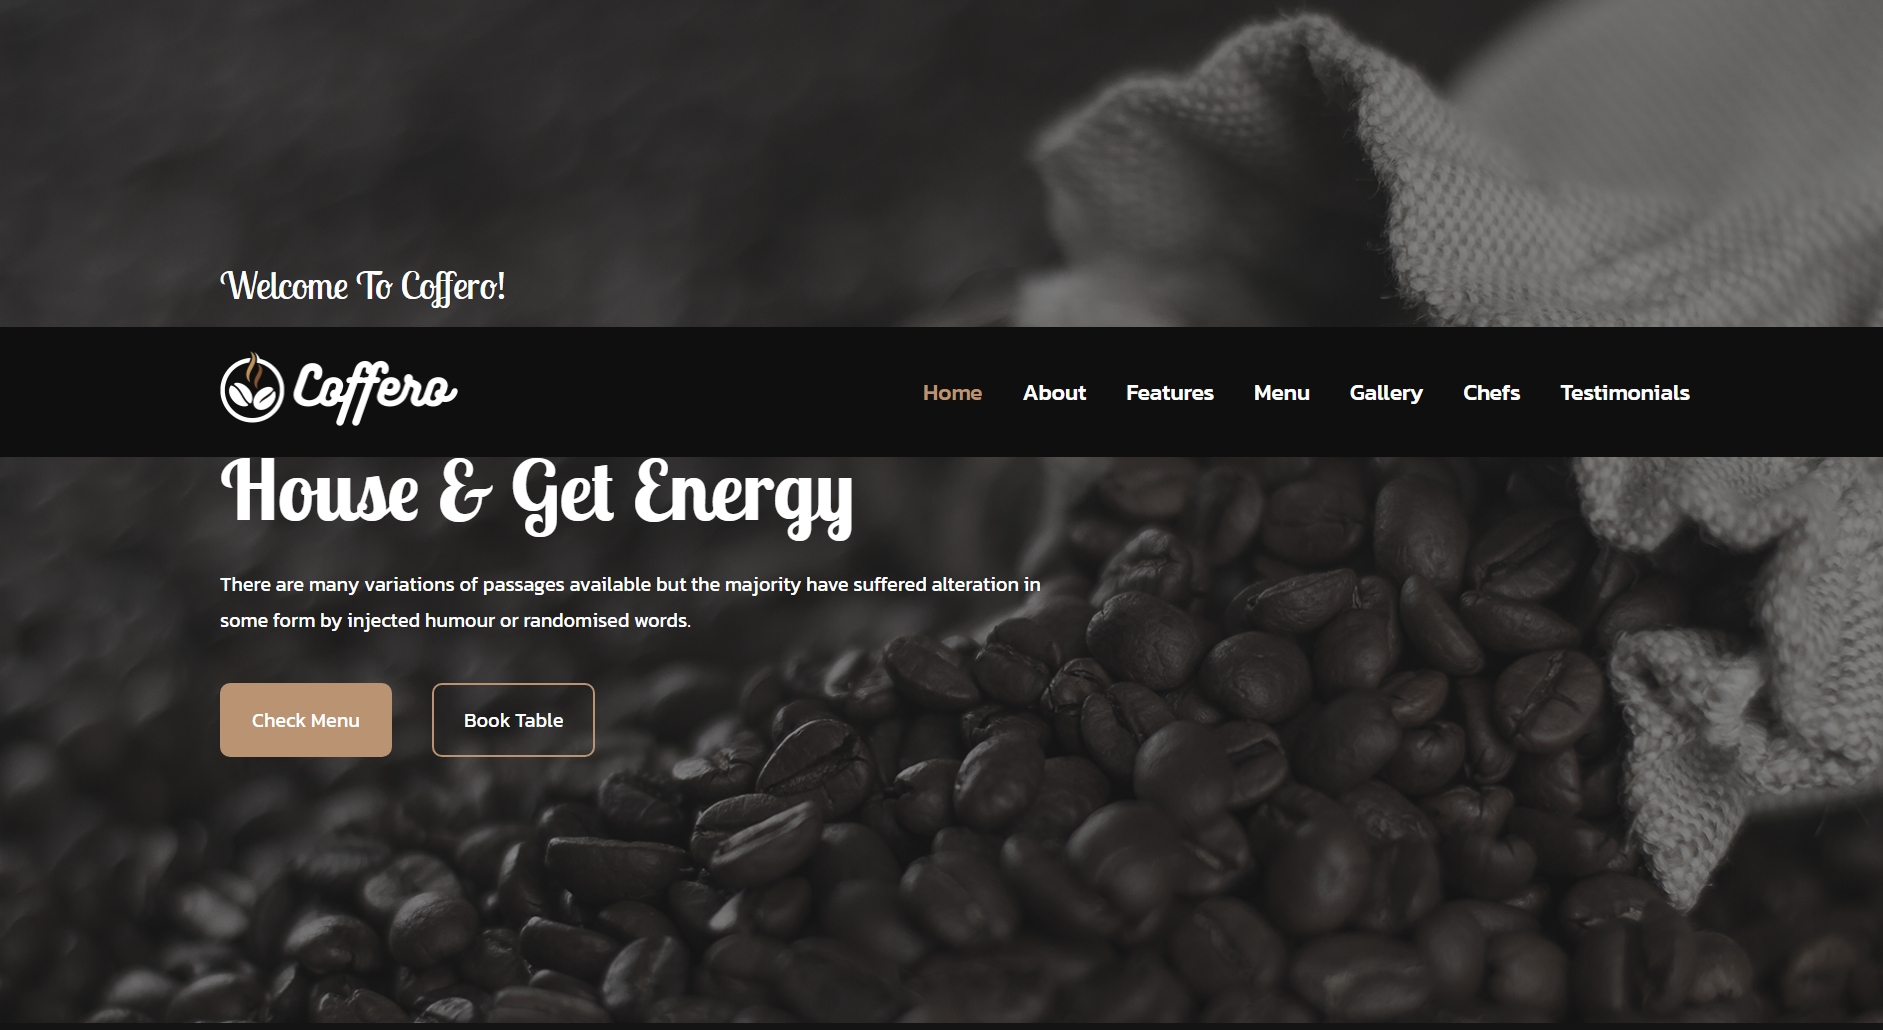 Welcome To Coffero!
Coffero
Home About Features Menu Gallery Chefs Testimonials
House & Get Energy
There are many variations of passages available but the majority have suffered alteration in
some form by injected humour or randomised words.
Check Menu Book Table